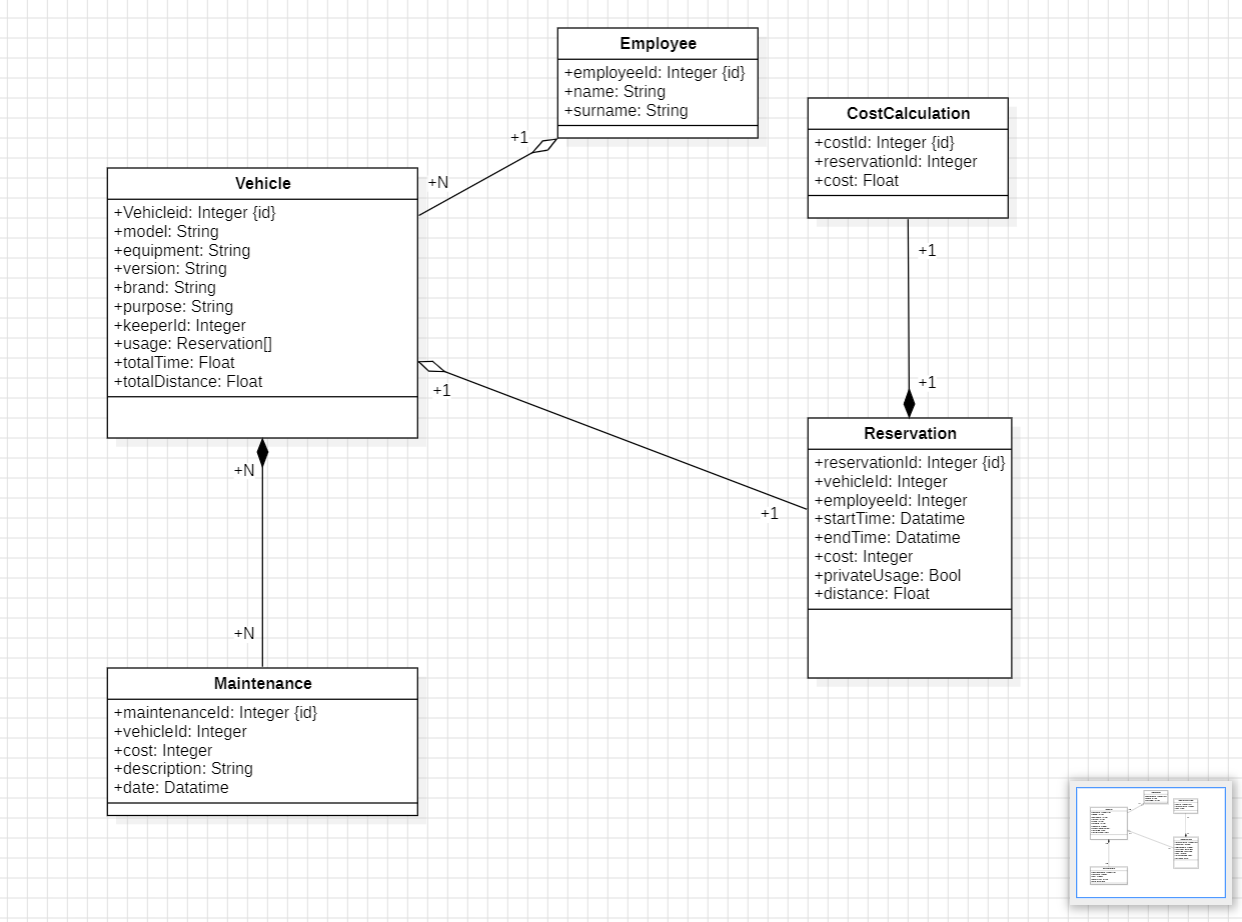 Employee
+employeeId: Integer {id}
+name: String
+surname: String
CostCalculation
+costId: Integer {id}
+reservationId: Integer
+cost: Float
+1
+N
Vehicle
+Vehicleid: Integer {id}
+model: String
+equipment: String
+version: String
+brand: String
+purpose: String
+keeperId: Integer
+usage: Reservation[]
+totalTime: Float
+totalDistance: Float
+1
+1
+1
+1
Reservation
+reservationId: Integer {id}
+vehicleId: Integer
+employeeId: Integer
+startTime: Datatime
+endTime: Datatime
+cost: Integer
+privateUsage: Bool
+distance: Float
+N
+N
Maintenance
+maintenanceId: Integer {id}
+vehicleId: Integer
+cost: Integer
+description: String
+date: Datatime